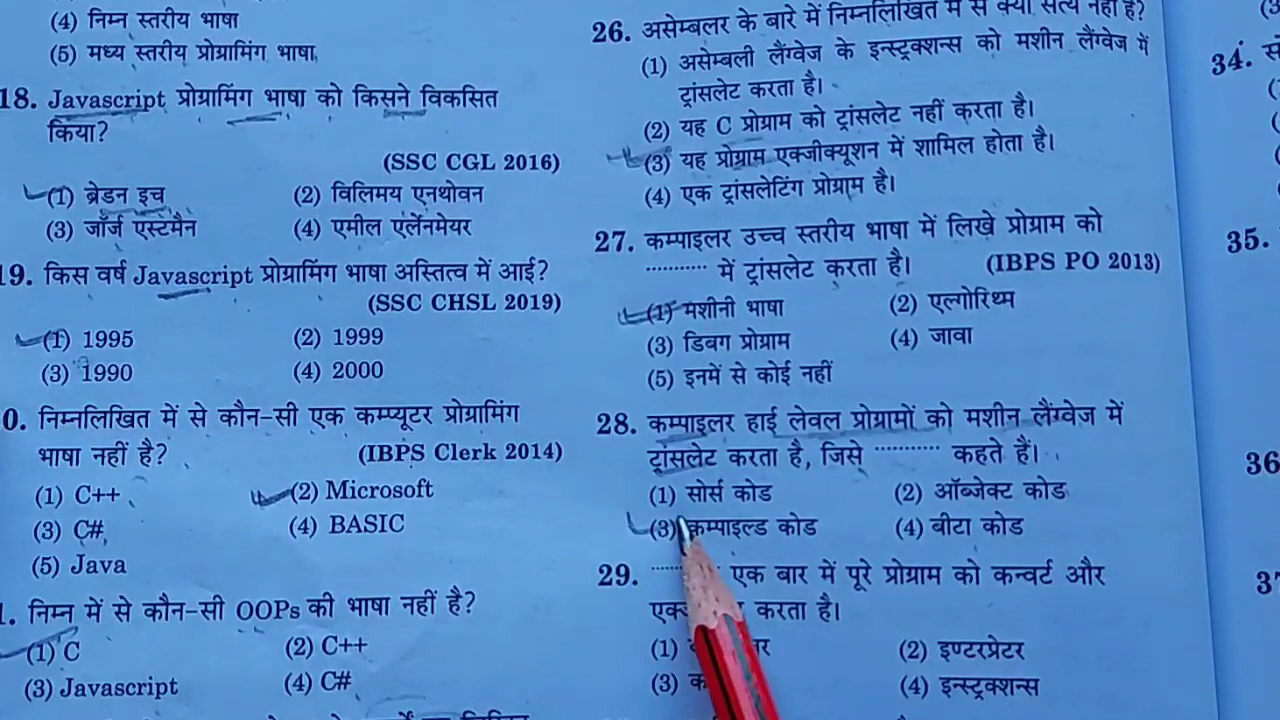 (4) निम्न स्तरीय भाषा
(5) मध्य स्तरीय प्रोग्रामिंग भाषा
18. Javascript प्रोग्रामिंग भाषा को किसने विकसित
किया?
(SSC CGL 2016)
(1) ब्रेडन इच (2) विलिमय एनथोवन
(3) जॉर्ज एस्टमैन (4) एमील एर्लेनमेयर
19. किस वर्ष Javascript प्रोग्रामिंग भाषा अस्तित्व में आई?
(SSC CHSL 2019)
(1) 1995 (2) 1999
(3) 1990 (4) 2000
0. निम्नलिखित में से कौन-सी एक कम्प्यूटर प्रोग्रामिंग
भाषा नहीं है? (IBPS Clerk 2014)
(1) C++ (2) Microsoft
(3) C# (4) BASIC
(5) Java
. निम्न में से कौन-सी OOPs की भाषा नहीं है?
(1) C (2) C++
(3) Javascript (4) C#
26. असेम्बलर के बारे में निम्नलिखित में से क्या सत्य नहीं है?
(1) असेम्बली लैंग्वेज के इन्स्ट्रक्शन्स को मशीन लैंग्वेज में
ट्रांसलेट करता है।
(2) यह C प्रोग्राम को ट्रांसलेट नहीं करता है।
(3) यह प्रोग्राम एक्जीक्यूशन में शामिल होता है।
(4) एक ट्रांसलेटिंग प्रोग्राम है।
27. कम्पाइलर उच्च स्तरीय भाषा में लिखे प्रोग्राम को
........... में ट्रांसलेट करता है। (IBPS PO 2013)
(1) मशीनी भाषा (2) एल्गोरिथ्म
(3) डिबग प्रोग्राम (4) जावा
(5) इनमें से कोई नहीं
28. कम्पाइलर हाई लेवल प्रोग्रामों को मशीन लैंग्वेज में
ट्रांसलेट करता है, जिसे ........... कहते हैं।
(1) सोर्स कोड (2) ऑब्जेक्ट कोड
(3) कम्पाइल्ड कोड (4) बीटा कोड
29. ...... एक बार में पूरे प्रोग्राम को कन्वर्ट और
करता है।
(1) (2) इण्टरप्रेटर
(3) (4) इन्स्ट्रक्शन्स
34.
35.
36
37